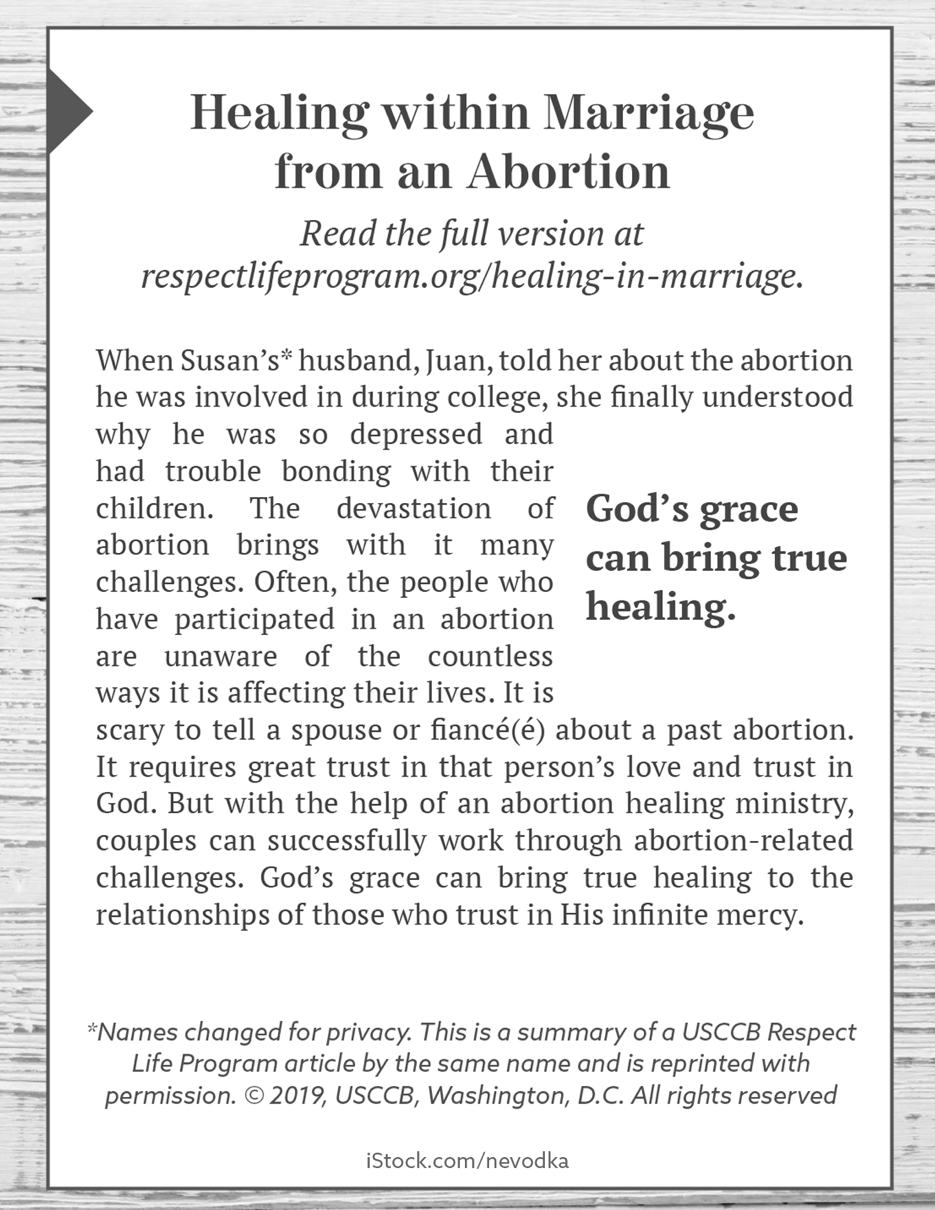 Healing within Marriage
from an Abortion
Read the full version at
respectlifeprogram.org/healing-in-marriage.
When Susan's* husband, Juan, told her about the abortion
he was involved in during college, she finally understood
why he was so depressed and
had trouble bonding with their
children. The devastation of
abortion brings with it many
challenges. Often, the people who
have participated in an abortion
are unaware of the countless
ways it is affecting their lives. It is
scary to tell a spouse or fiancé(é) about a past abortion.
It requires great trust in that person's love and trust in
God. But with the help of an abortion healing ministry,
couples can successfully work through abortion-related
challenges. God's grace can bring true healing to the
relationships of those who trust in His infinite mercy.
God's grace
can bring true
healing.
*Names changed for privacy. This is a summary of a USCCB Respect
Life Program article by the same name and is reprinted with
permission. © 2019, USCCB, Washington, D.C. All rights reserved
iStock.com/nevodka